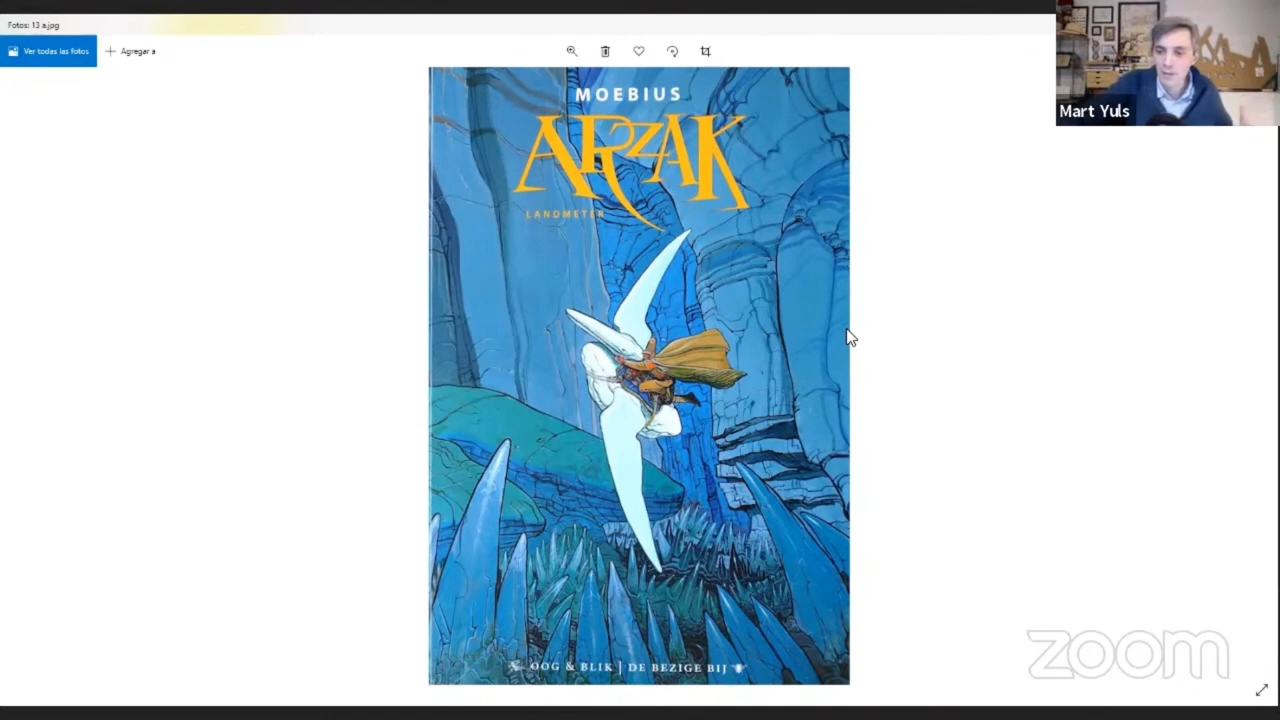 Fotos: 13 a.jpg
Ver todas las fotos
Agregar a
Mart Yuls
MOEBIUS
ARZAK
LANDMETER
OOG & BLIK | DE BEZIGE BIJ
zoom